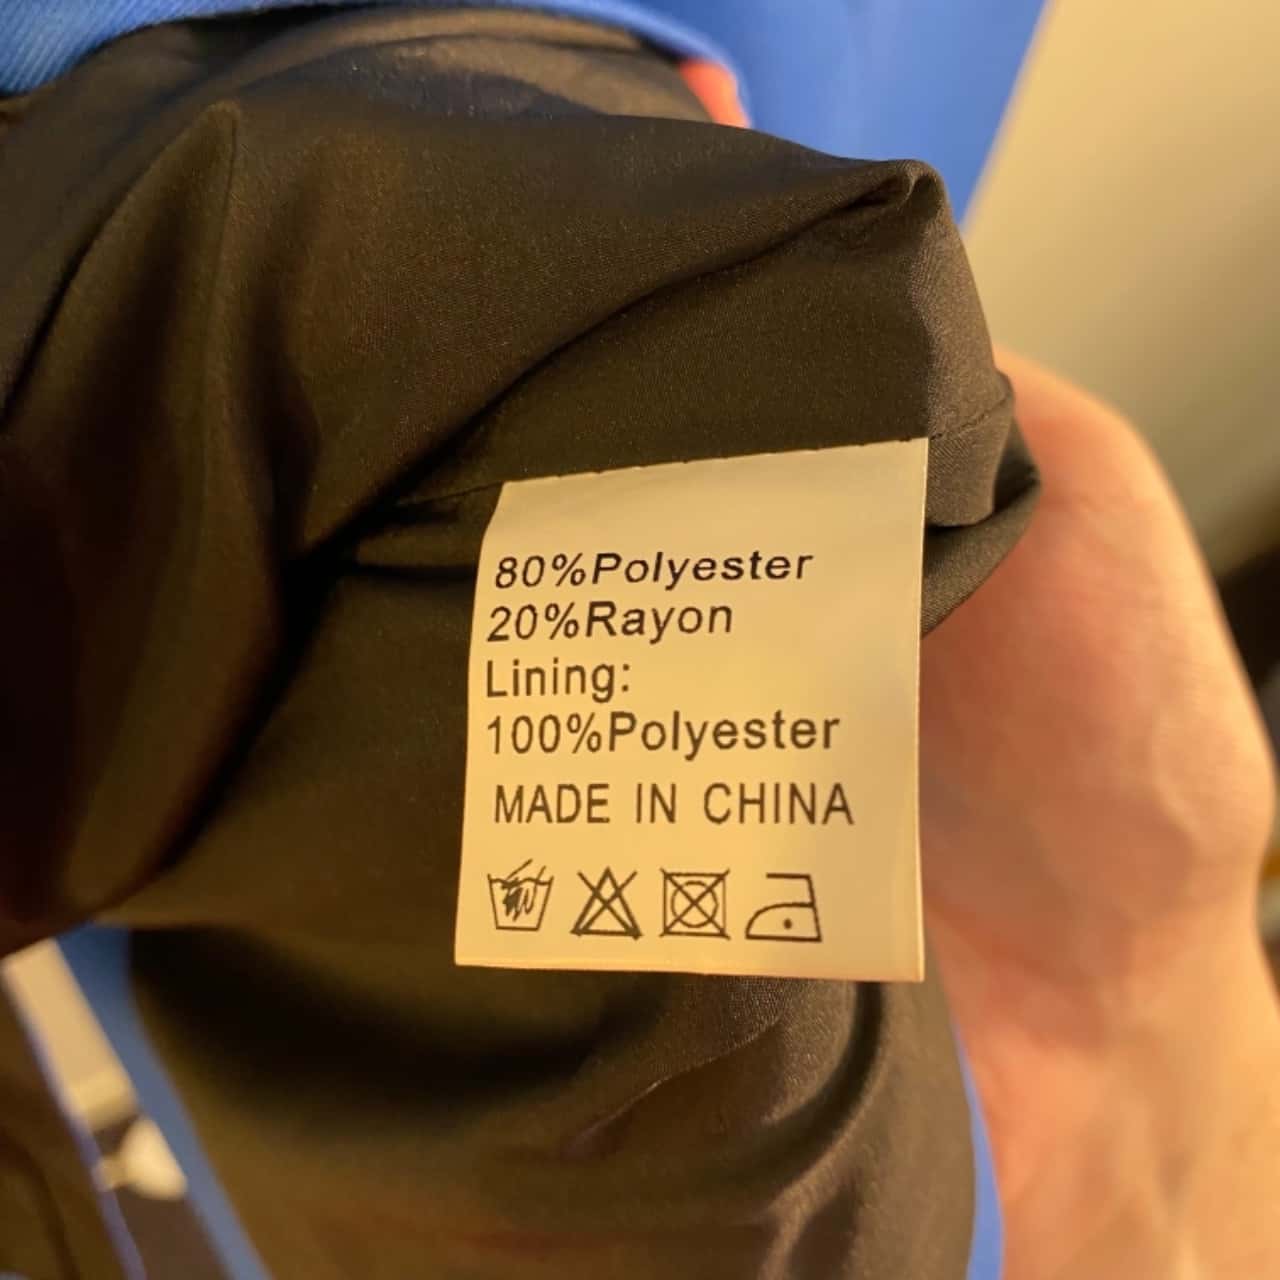 80%Polyester
20%Rayon
Lining:
100%Polyester
MADE IN CHINA